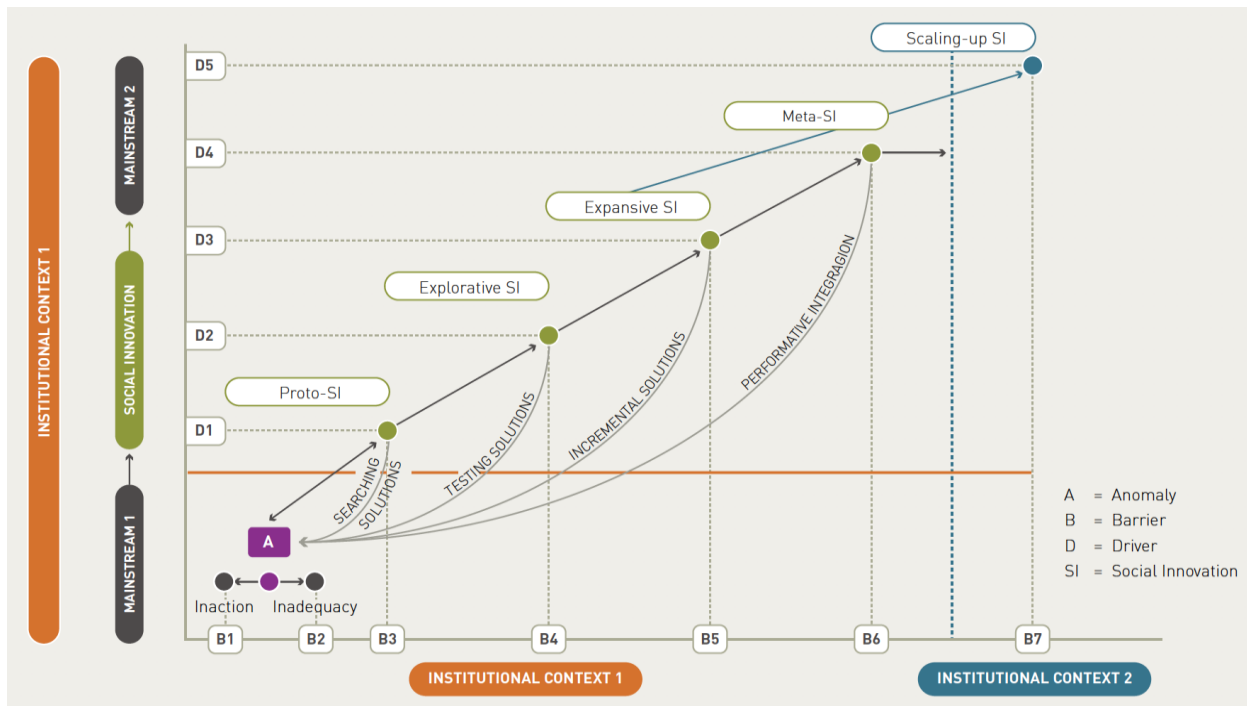 Scaling-up SI
D5
MAINSTREAM 2
Meta-SI
D4
Expansive SI
D3
INSTITUTIONAL CONTEXT 1
SOCIAL INNOVATION
Explorative SI
D2
PERFORMATIVE INTEGRAGION
INCREMENTAL SOLUTIONS
TESTING SOLUTIONS
Proto-SI
D1
SEARCHING
SOLUTIONS
MAINSTREAM 1
A
A = Anomaly
B = Barrier
D = Driver
SI = Social Innovation
Inaction
Inadequacy
B1
B2
B3
B4
B5
B6
B7
INSTITUTIONAL CONTEXT 1
INSTITUTIONAL CONTEXT 2